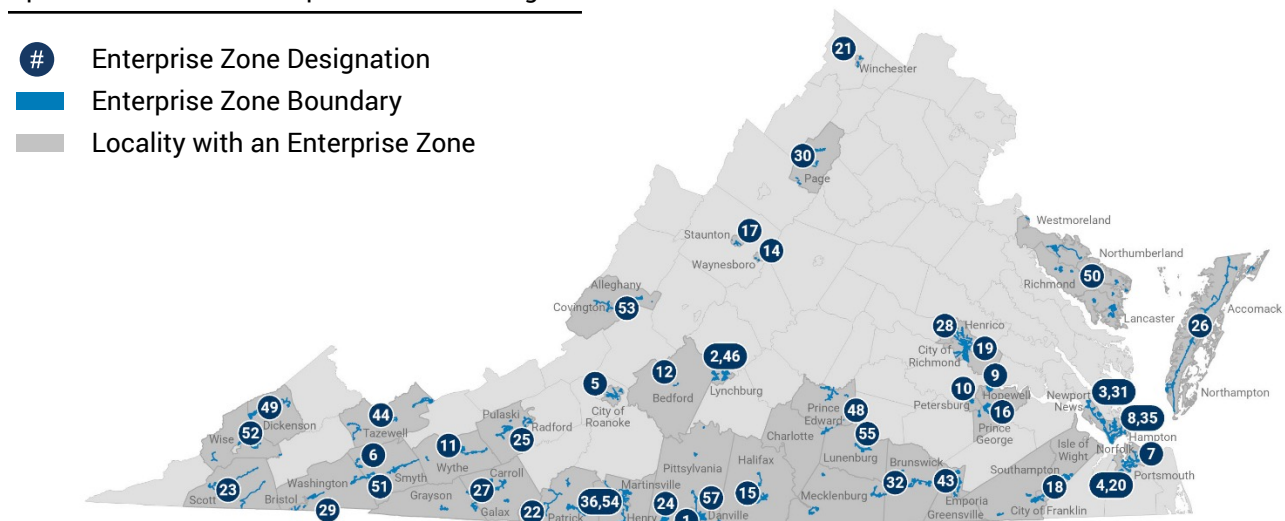 #
Enterprise Zone Designation
Enterprise Zone Boundary
Locality with an Enterprise Zone
21
Winchester
30
Page
Staunton
17
14
Waynesboro
Westmoreland
Northumberland
50
Richmond
Lancaster
Accomack
26
Northampton
Alleghany
Covington
53
28
Henrico
City of
Richmond
19
2,46
Lynchburg
12
Bedford
5
City of
Roanoke
9
10
Hopewell
Petersburg
16
Prince
George
Newport
News
3,31
8,35
Hampton
Norfolk
7
Portsmouth
4,20
49
Dickenson
52
Wise
44
Tazewell
Pulaski
Radford
25
11
Wythe
6
Prince
Edward
48
Charlotte
55
Lunenburg
Isle of
Wight
Southampton
18
City of Franklin
Scott
23
Bristol
Washington
51
Smyth
29
Grayson
Carroll
27
Galax
22
Patrick
36,54
Martinsville
Henry
Pittsylvania
24
1
57
Danville
Halifax
15
Mecklenburg
Brunswick
32
43
Emporia
Greensville